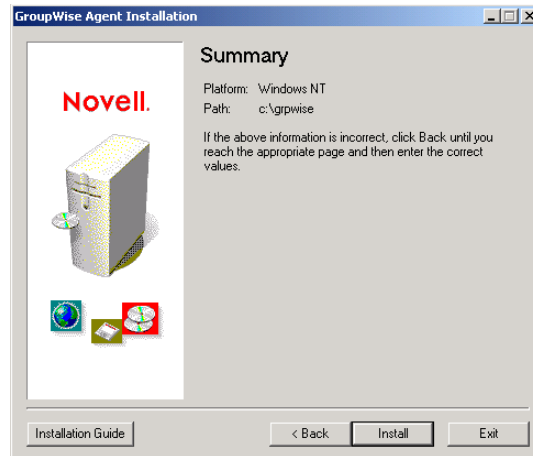 GroupWise Agent Installatio
Novell.
Summary
Platform: Windows NT
Path: c:\grpwise
If the above information is incorrect, click Back until you
reach the appropriate page and then enter the correct
values.
Installation Guide
< Back
Install
Exit